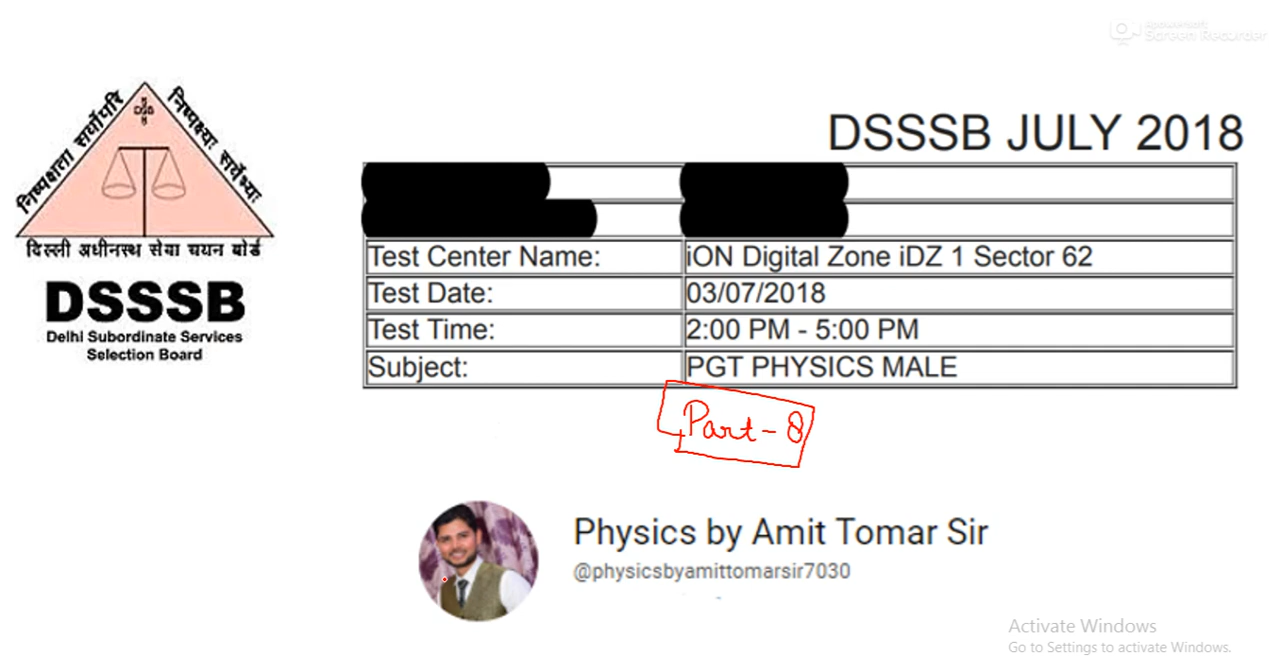 Apowersoft
Screen Recorder
निष्पक्षता सर्वोपरि
निष्पक्ष्याः सर्वेभ्यः
दिल्ली अधीनस्थ सेवा चयन बोर्ड
DSSSB
Delhi Subordinate Services
Selection Board
DSSSB JULY 2018
Test Center Name: iON Digital Zone iDZ 1 Sector 62
Test Date: 03/07/2018
Test Time: 2:00 PM - 5:00 PM
Subject: PGT PHYSICS MALE
Part-8
Physics by Amit Tomar Sir
@physicsbyamittomarsir7030
Activate Windows
Go to Settings to activate Windows.